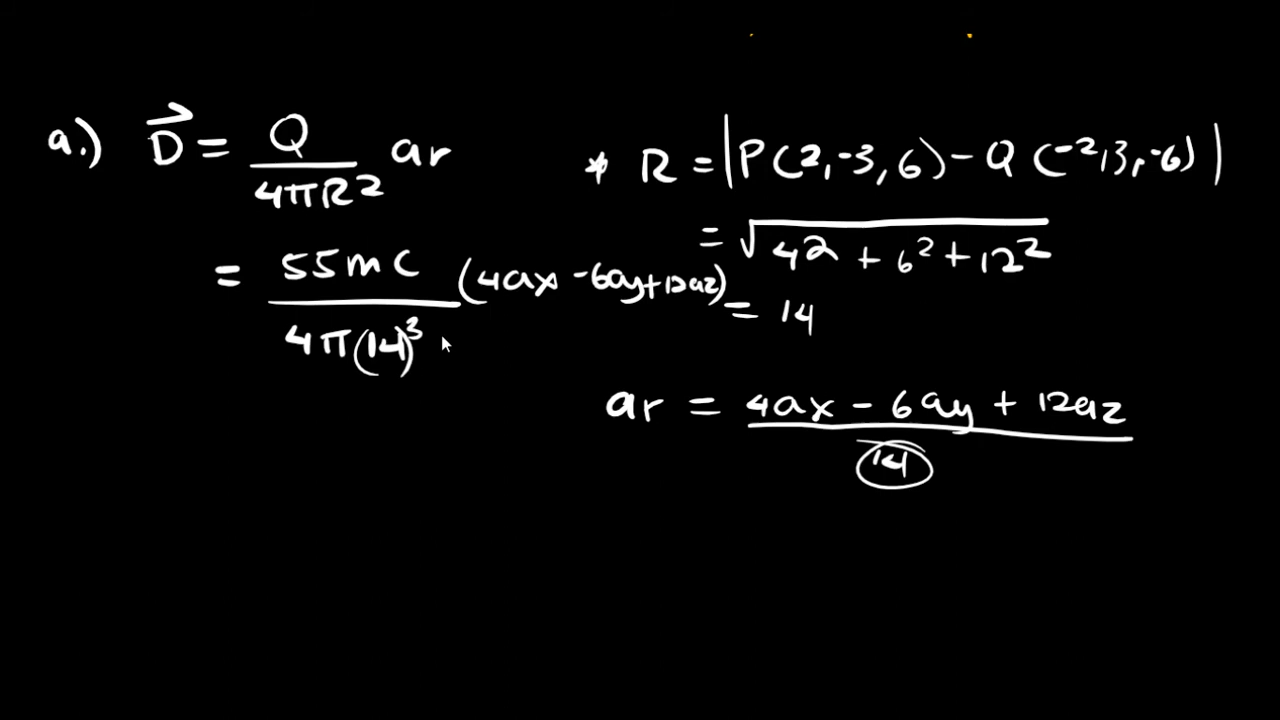 a.) D⃗ = Q / 4πR² ar
= 55mC / 4π(14)³ (4ax - 6ay + 12az)
* R = |P(2, -3, 6) - Q(-2, 3, -6)|
= √4² + 6² + 12²
= 14
ar = 4ax - 6ay + 12az / 14